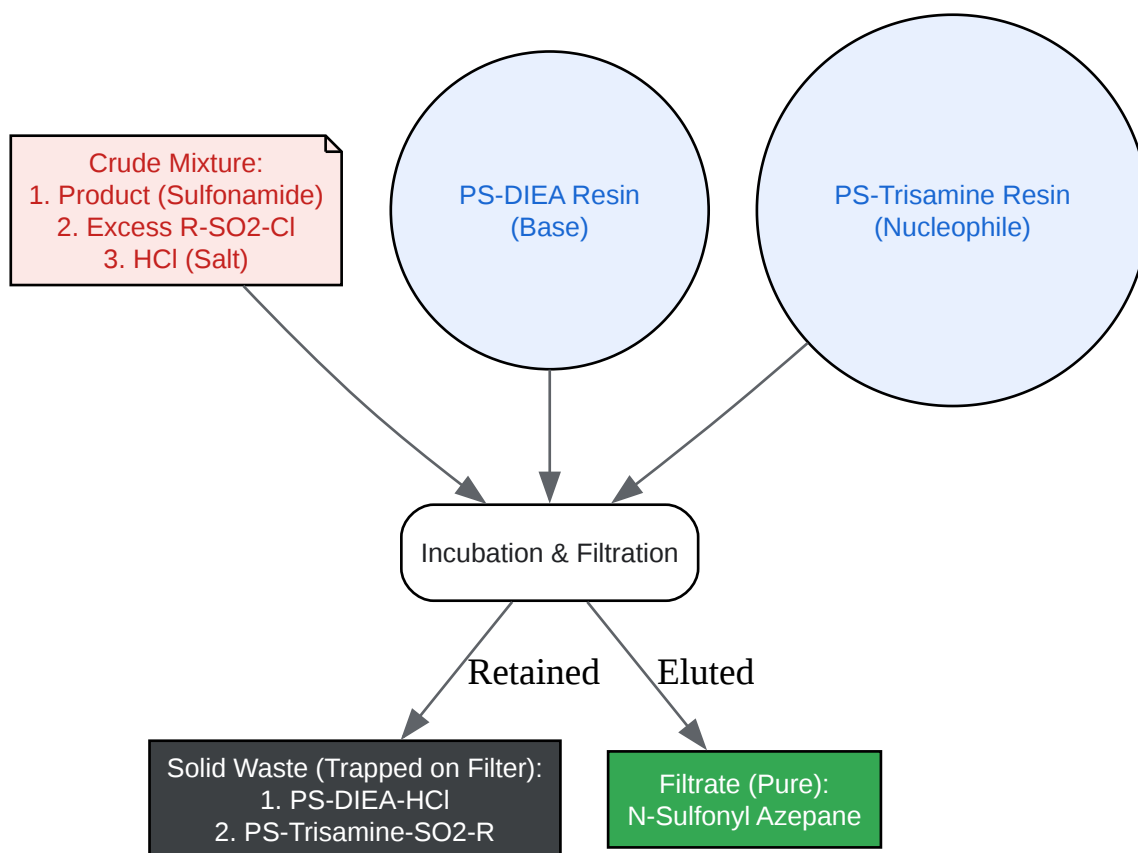 Crude Mixture:
1. Product (Sulfonamide)
2. Excess R-SO2-Cl
3. HCl (Salt)
PS-DIEA Resin
(Base)
PS-Trisamine Resin
(Nucleophile)
Incubation & Filtration
Retained
Eluted
Solid Waste (Trapped on Filter):
1. PS-DIEA-HCl
2. PS-Trisamine-SO2-R
Filtrate (Pure):
N-Sulfonyl Azepane